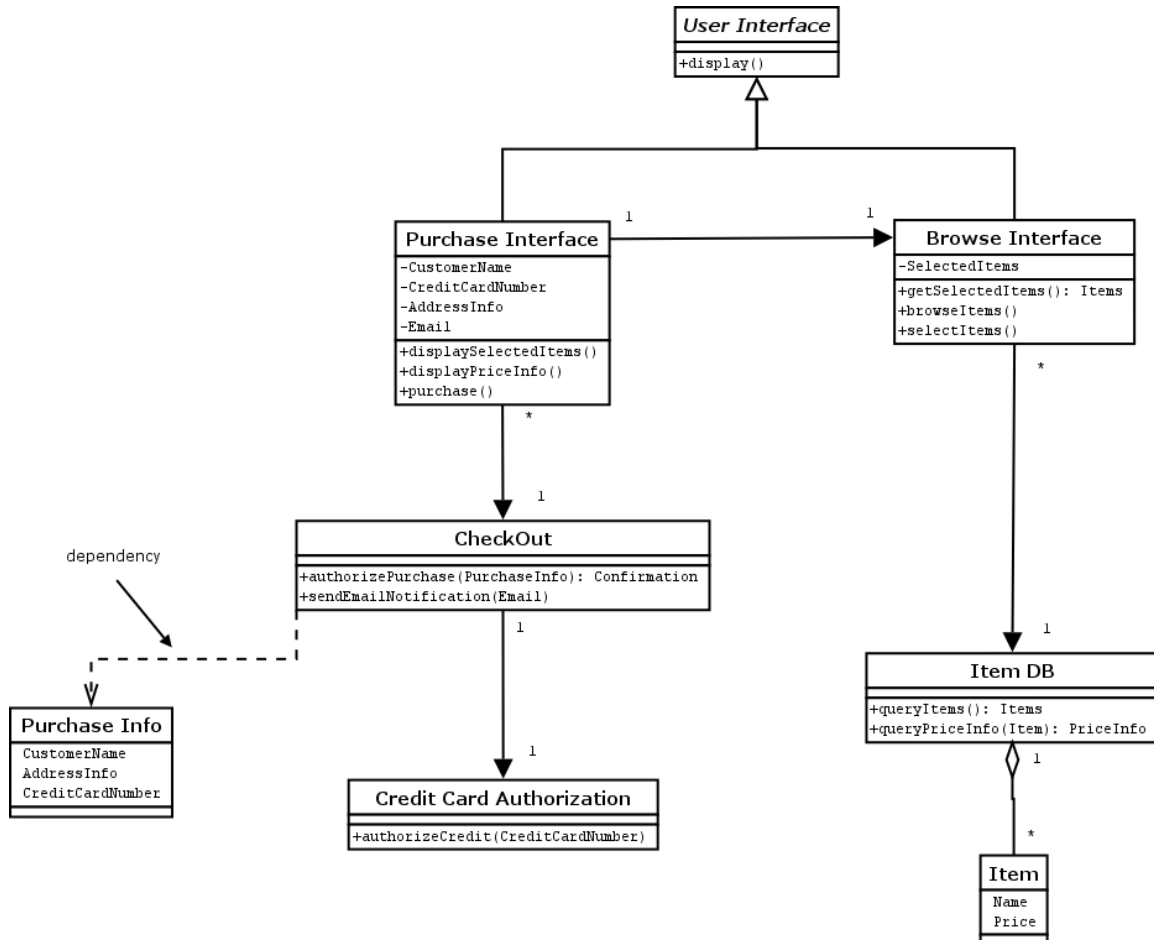 User Interface
+display()
1
1
Purchase Interface
-CustomerName
-CreditCardNumber
-AddressInfo
-Email
+displaySelectedItems()
+displayPriceInfo()
+purchase()
Browse Interface
-SelectedItems
+getSelectedItems(): Items
+browseItems()
+selectItems()
*
*
1
1
dependency
CheckOut
+authorizePurchase(PurchaseInfo): Confirmation
+sendEmailNotification(Email)
1
1
Purchase Info
CustomerName
AddressInfo
CreditCardNumber
Credit Card Authorization
+authorizeCredit(CreditCardNumber)
Item DB
+queryItems(): Items
+queryPriceInfo(Item): PriceInfo
1
*
Item
Name
Price